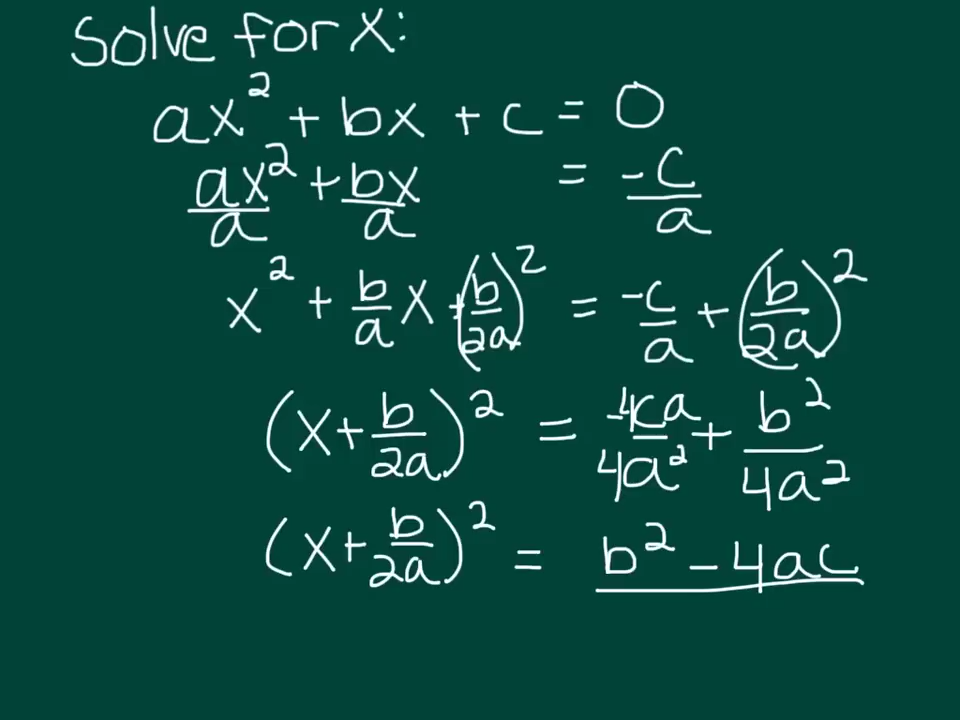 Solve for x:
ax² + bx + c = 0
ax²/a + bx/a = -c/a
x² + b/a x + (b/2a)² = -c/a + (b/2a)²
(x + b/2a)² = -4ca/4a² + b²/4a²
(x + b/2a)² = b² - 4ac